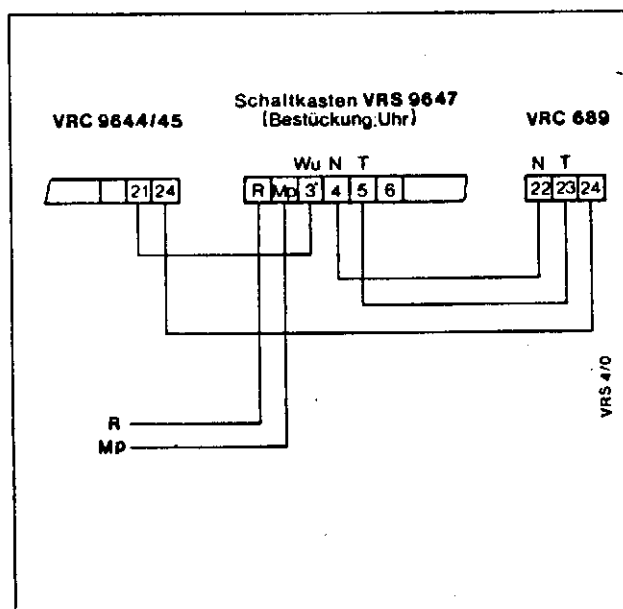 Schaltkasten VRS 9647
VRC 9644/45 (Bestückung:Uhr) VRC 689
Wu N T N T
21 24 R Mp 3 4 5 6 22 23 24
VRS 4/0
R
Mp